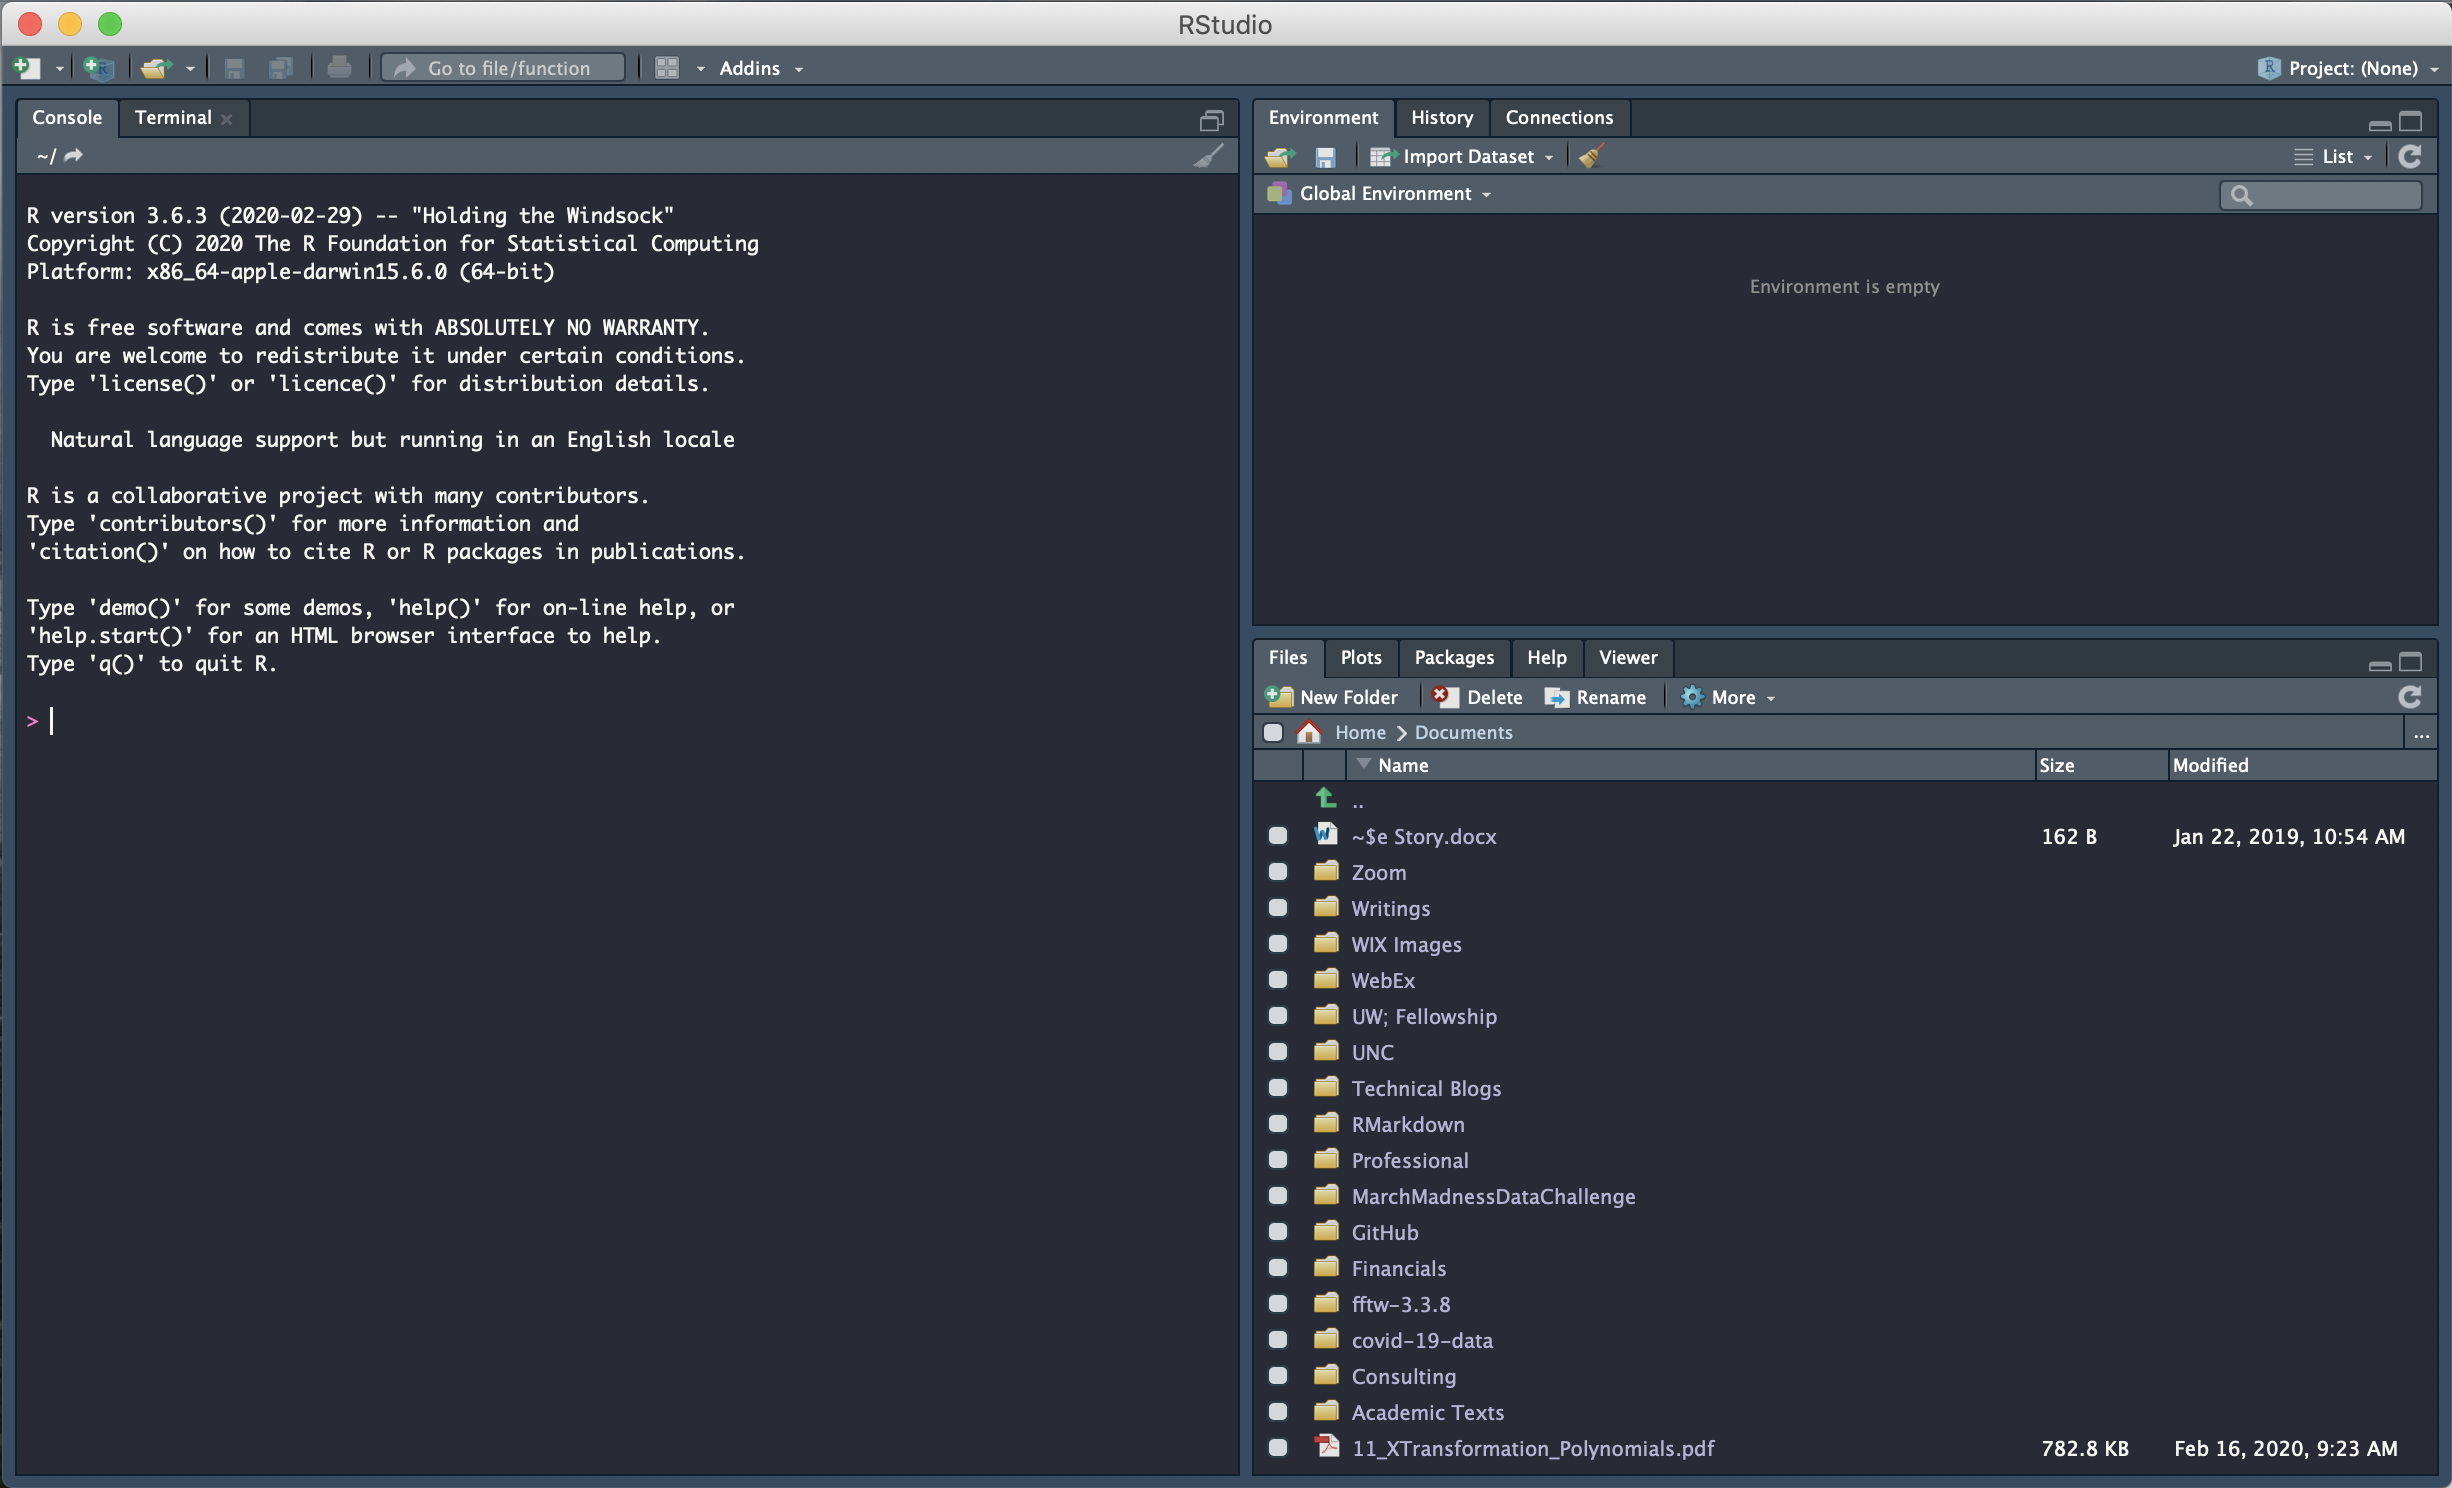 RStudio
Go to file/function
Addins
Project: (None)
Console
Terminal
~/
R version 3.6.3 (2020-02-29) -- "Holding the Windsock"
Copyright (C) 2020 The R Foundation for Statistical Computing
Platform: x86_64-apple-darwin15.6.0 (64-bit)
R is free software and comes with ABSOLUTELY NO WARRANTY.
You are welcome to redistribute it under certain conditions.
Type 'license()' or 'licence()' for distribution details.
Natural language support but running in an English locale
R is a collaborative project with many contributors.
Type 'contributors()' for more information and
'citation()' on how to cite R or R packages in publications.
Type 'demo()' for some demos, 'help()' for on-line help, or
'help.start()' for an HTML browser interface to help.
Type 'q()' to quit R.
>
Environment History Connections
Import Dataset
List
Global Environment
Environment is empty
Files Plots Packages Help Viewer
New Folder Delete Rename More
Home Documents ...
Name Size Modified
..
~$e Story.docx 162 B Jan 22, 2019, 10:54 AM
Zoom
Writings
WIX Images
WebEx
UW; Fellowship
UNC
Technical Blogs
RMarkdown
Professional
MarchMadnessDataChallenge
GitHub
Financials
fftw-3.3.8
covid-19-data
Consulting
Academic Texts
11_XTransformation_Polynomials.pdf 782.8 KB Feb 16, 2020, 9:23 AM